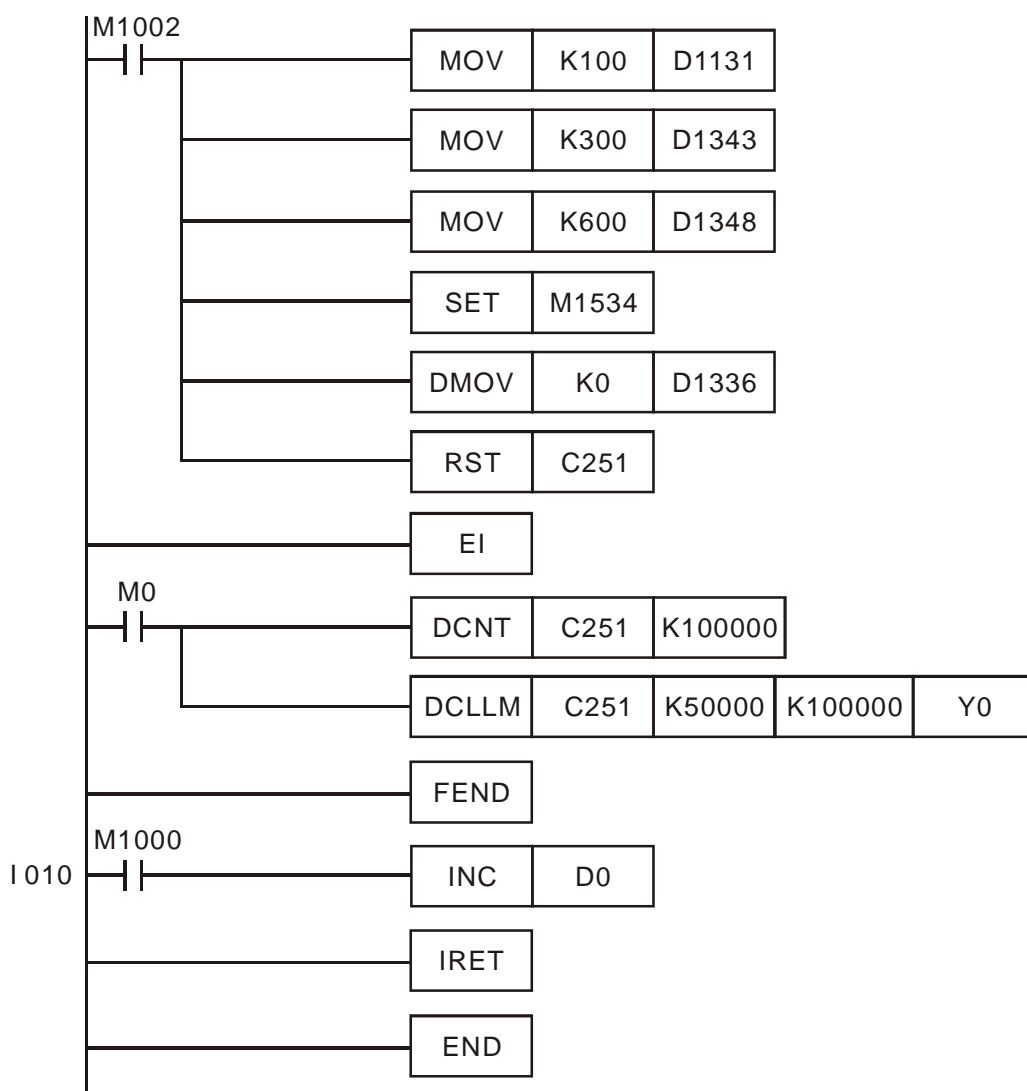 M1002
MOV K100 D1131
MOV K300 D1343
MOV K600 D1348
SET M1534
DMOV K0 D1336
RST C251
EI
M0
DCNT C251 K100000
DCLLM C251 K50000 K100000 Y0
FEND
M1000
I010 INC D0
IRET
END